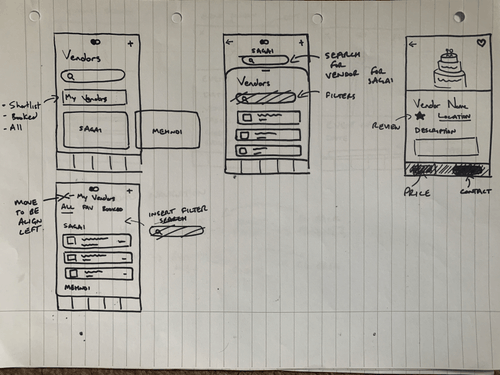 Vendors
My Vendors
SAGAI
MEHNDI
- Shortlist
- Booked
- All
MOVE
TO BE
ALIGN
LEFT
My Vendors
ALL FAV BOOKED
SAGAI
MEHNDI
INSERT FILTER
SEARCH
SAGAI
Vendors
SEARCH
FOR
VENDOR
FILTERS
FOR
SAGAI
Vendor Name
LOCATION
REVIEW
DESCRIPTION
PRICE
CONTACT